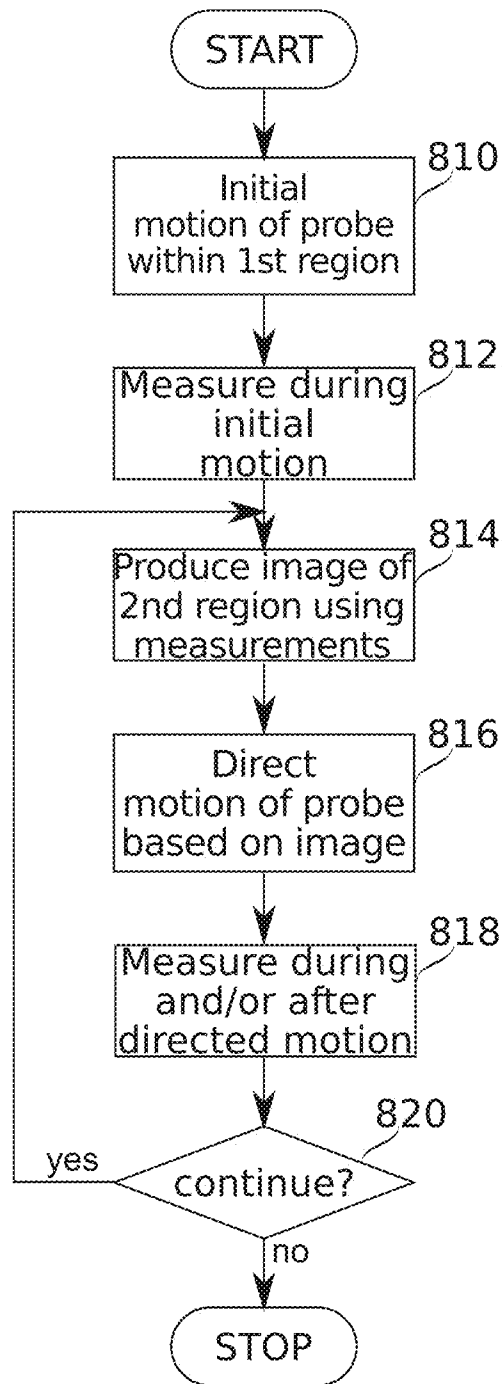 START
810
Initial
motion of probe
within 1st region
812
Measure during
initial
motion
814
Produce image of
2nd region using
measurements
816
Direct
motion of probe
based on image
818
Measure during
and/or after
directed motion
820
yes
continue?
no
STOP